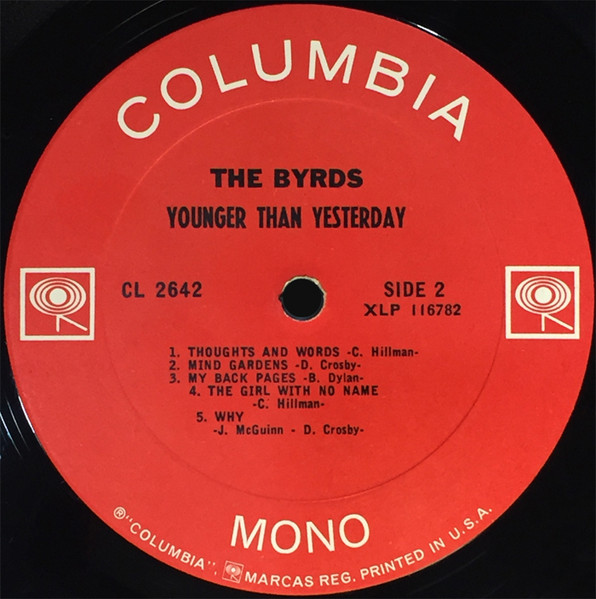 COLUMBIA
THE BYRDS
YOUNGER THAN YESTERDAY
CL 2642
SIDE 2
XLP 116782
1. THOUGHTS AND WORDS -C. Hillman-
2. MIND GARDENS -D. Crosby-
3. MY BACK PAGES -B. Dylan-
4. THE GIRL WITH NO NAME
-C. Hillman-
5. WHY
-J. McGuinn - D. Crosby-
MONO
®"COLUMBIA", MARCAS REG. PRINTED IN U.S.A.